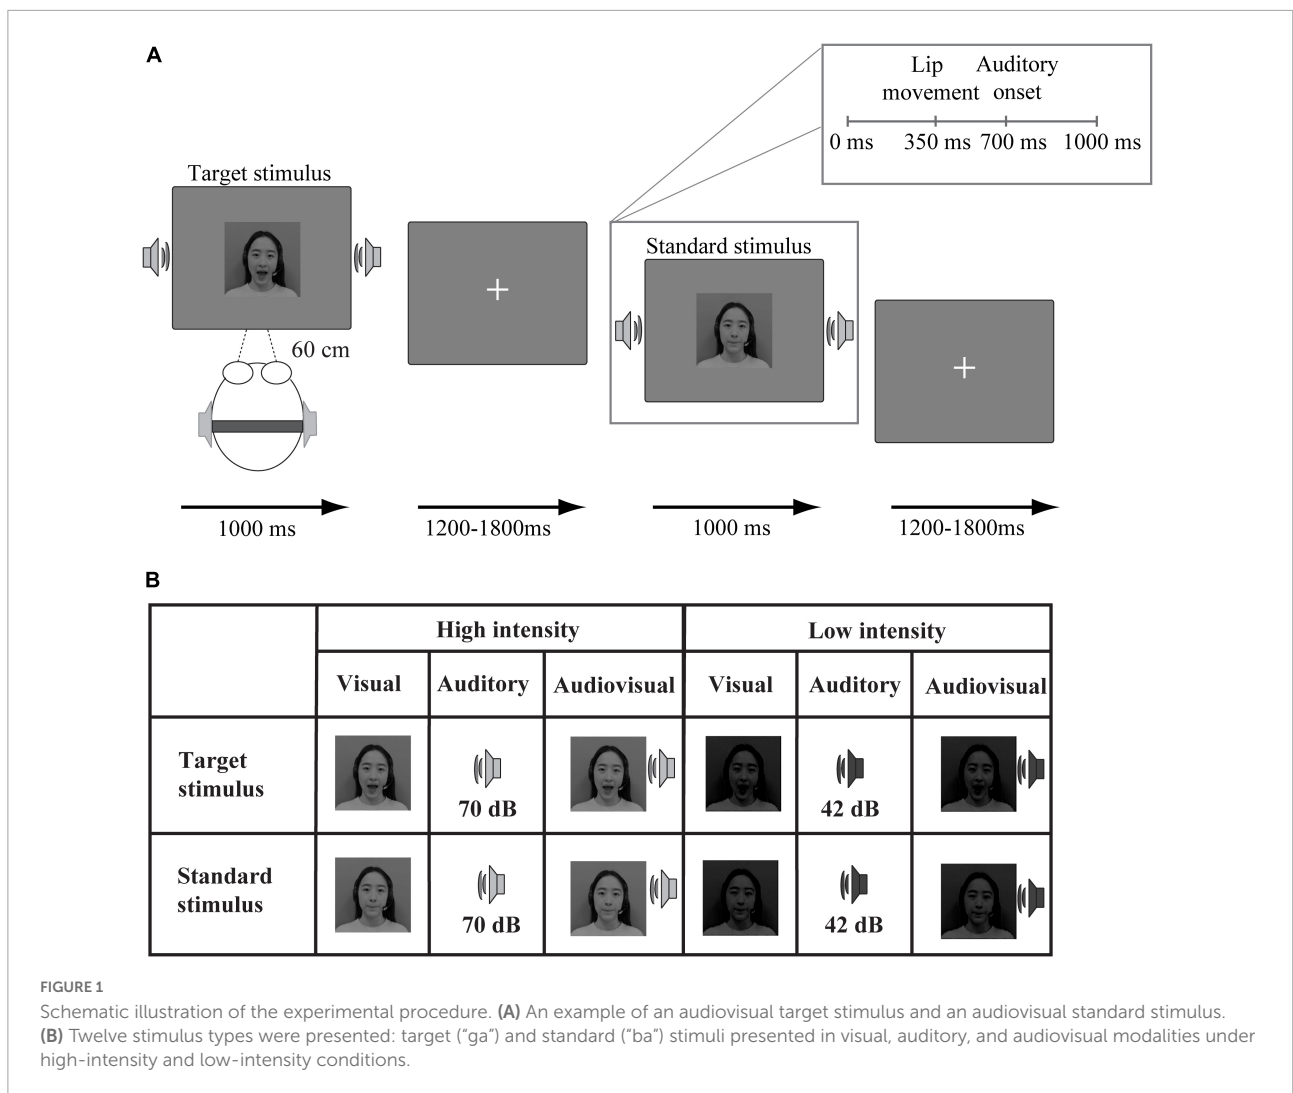 A
Lip Auditory
movement onset
0 ms 350 ms 700 ms 1000 ms
Target stimulus
Standard stimulus
60 cm
1000 ms 1200-1800ms 1000 ms 1200-1800ms
B
High intensity Low intensity
Visual Auditory Audiovisual Visual Auditory Audiovisual
Target
stimulus
70 dB 42 dB
Standard
stimulus
70 dB 42 dB
FIGURE 1
Schematic illustration of the experimental procedure. (A) An example of an audiovisual target stimulus and an audiovisual standard stimulus.
(B) Twelve stimulus types were presented: target (“ga”) and standard (“ba”) stimuli presented in visual, auditory, and audiovisual modalities under
high-intensity and low-intensity conditions.